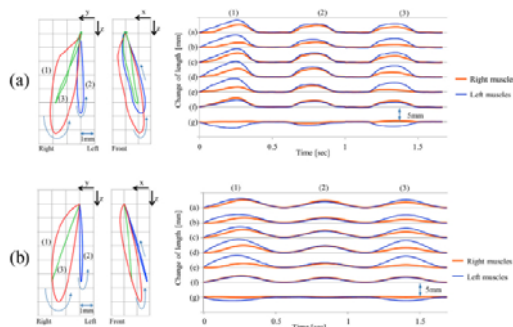 y
x
z
z
(1)
(2)
(3)
(a)
Right
Left
Front
1mm
(1)
(2)
(3)
Change of length [mm]
(a)
(b)
(c)
(d)
(e)
(f)
(g)
5mm
0
0.5
1
1.5
Time [sec]
Right muscles
Left muscles
y
x
z
z
(1)
(2)
(3)
(b)
Right
Left
Front
1mm
(1)
(2)
(3)
Change of length [mm]
(a)
(b)
(c)
(d)
(e)
(f)
(g)
5mm
0
0.5
1
1.5
Time [sec]
Right muscles
Left muscles